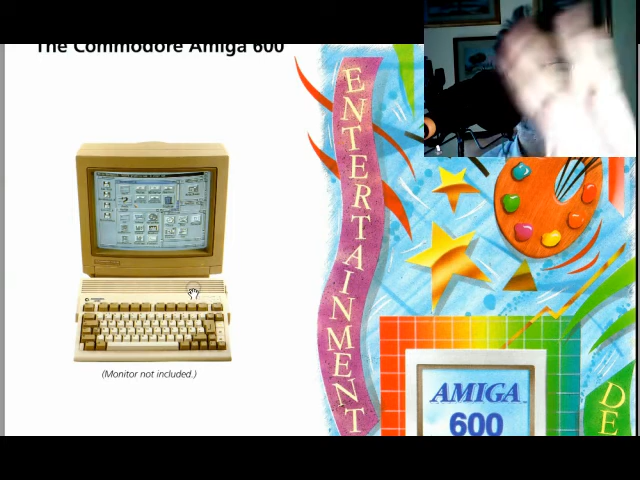 The Commodore Amiga 600
(Monitor not included.)
ENTERTAINMENT
AMIGA
600
DE